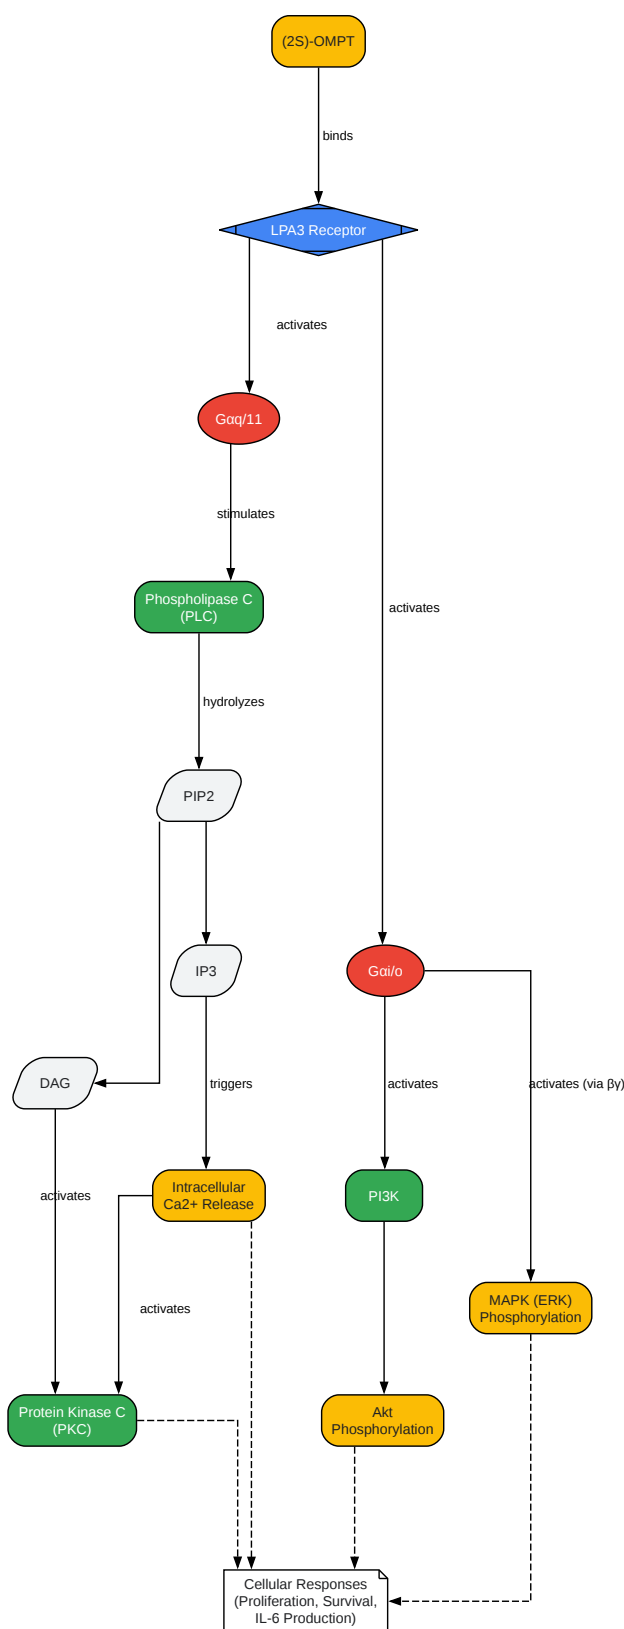 (2S)-OMPT
binds
LPA3 Receptor
activates
Gαq/11
stimulates
Phospholipase C
(PLC)
activates
hydrolyzes
PIP2
IP3
Gαi/o
DAG
triggers
activates
activates (via βγ)
activates
Intracellular
Ca2+ Release
PI3K
activates
MAPK (ERK)
Phosphorylation
Protein Kinase C
(PKC)
Akt
Phosphorylation
Cellular Responses
(Proliferation, Survival,
IL-6 Production)